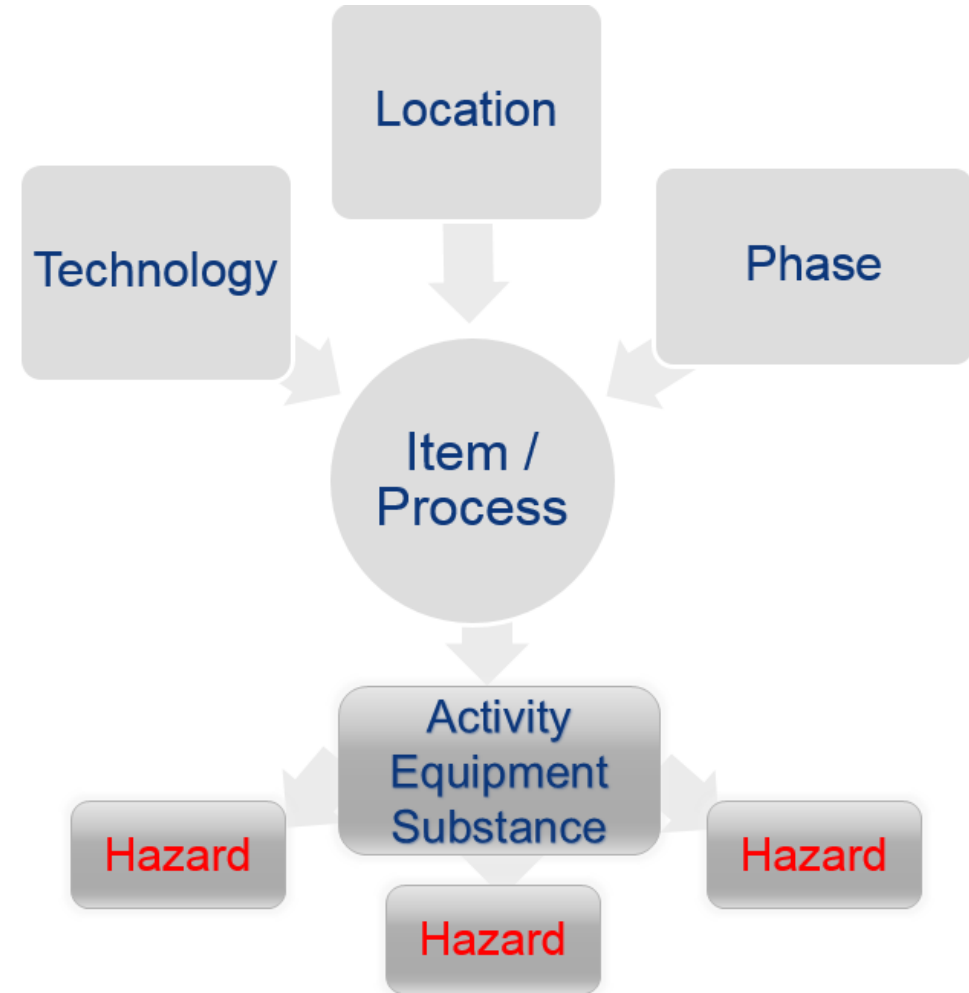 Location
Technology
Phase
Item /
Process
Activity
Equipment
Substance
Hazard
Hazard
Hazard